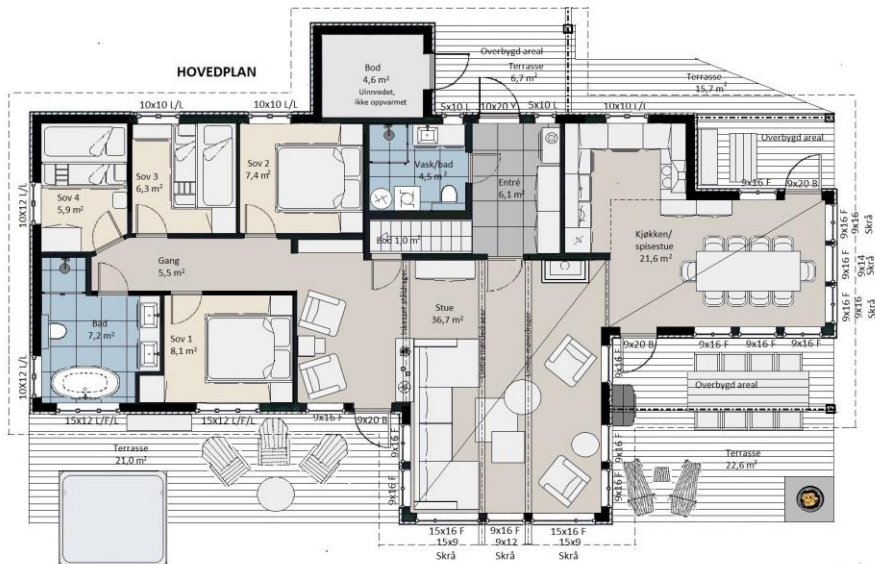 HOVEDPLAN
Bod
4,6 m²
Uinnredet,
ikke oppvarmet
Overbygd areal
Terrasse
6,7 m²
Terrasse
15,7 m²
10x10 L/L
10x10 L/L
5x10 L
10x20 Y
5x10 L
10x10 L/L
Overbygd areal
Sov 4
5,9 m²
Sov 3
6,3 m²
Sov 2
7,4 m²
Vask/bad
4,5 m²
Entré
6,1 m²
9x16 F
9x20 B
10X12 L/L
Bod 1,0 m²
Kjøkken/
spisestue
21,6 m²
9x16 F
9x16
Skrå
9x16 F
9x14
Skrå
9x16 F
9x16
Skrå
Gang
5,5 m²
Stue
36,7 m²
Bad
7,2 m²
Sov 1
8,1 m²
9x20 B
9x16 F
9x16 F
9x16 F
9x16 F
Overbygd areal
10X12 L/L
15x12 L/F/L
15x12 L/F/L
9x16 F
9x20 B
Terrasse
21,0 m²
9x16 F
9x16 F
9x16 F
9x16 F
Terrasse
22,6 m²
15x16 F
15x9
Skrå
9x16 F
9x12
Skrå
15x16 F
15x9
Skrå